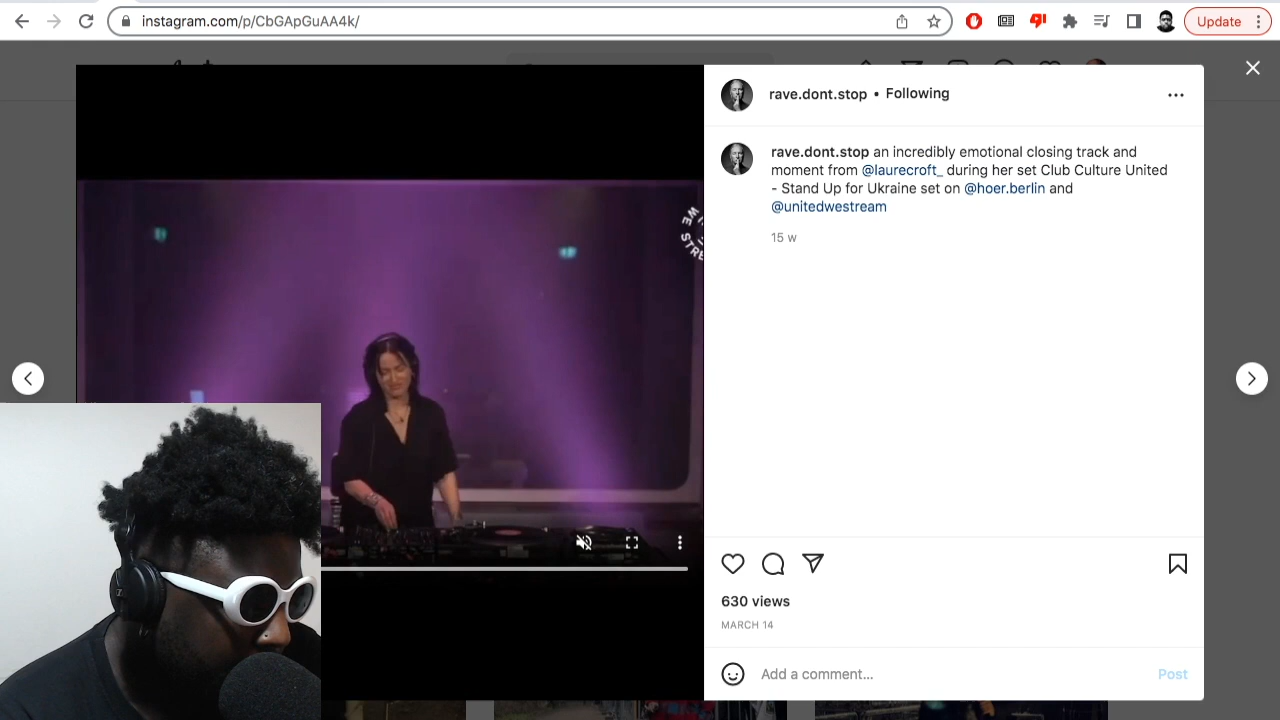 instagram.com/p/CbGApGuAA4k/
Update
rave.dont.stop • Following
rave.dont.stop an incredibly emotional closing track and
moment from @laurecroft_ during her set Club Culture United
- Stand Up for Ukraine set on @hoer.berlin and
@unitedwestream
15 w
WE
STRE
630 views
MARCH 14
Add a comment...
Post